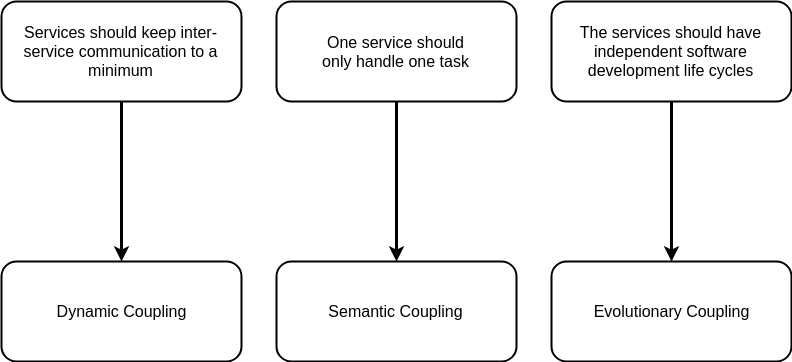 Services should keep inter-
service communication to a
minimum
One service should
only handle one task
The services should have
independent software
development life cycles
Dynamic Coupling
Semantic Coupling
Evolutionary Coupling